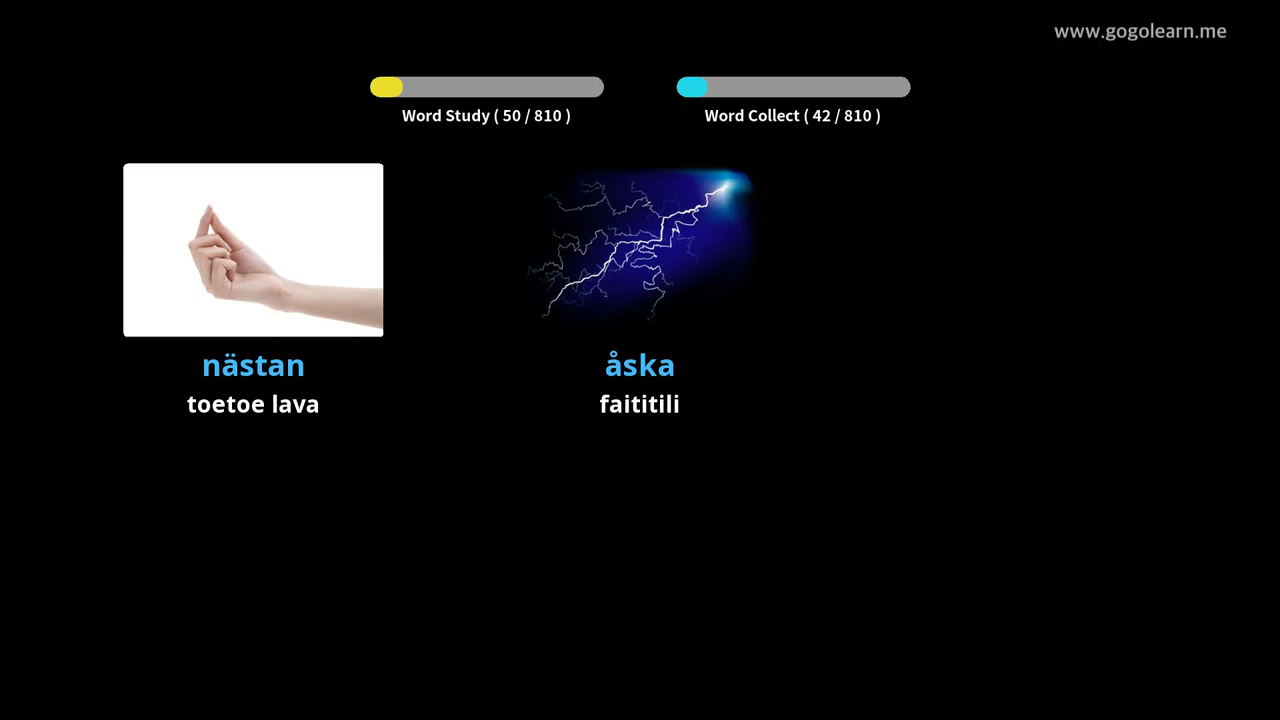 www.gogolearn.me
Word Study ( 50 / 810 )
Word Collect ( 42 / 810 )
nästan
åska
toetoe lava
faititili